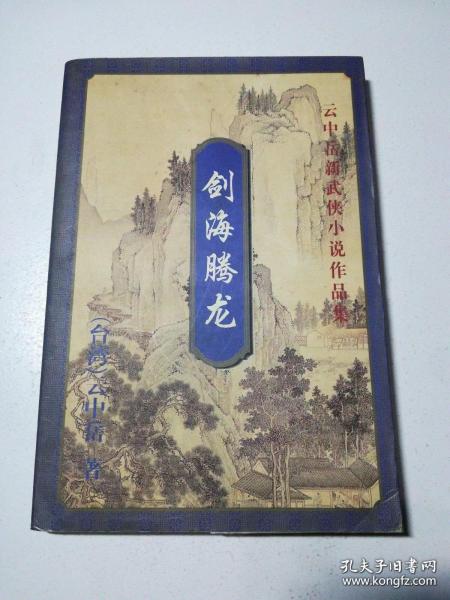 云中岳新武侠小说作品集
剑海腾龙
（台湾）云中岳 著
孔夫子旧书网
www.kongfz.com